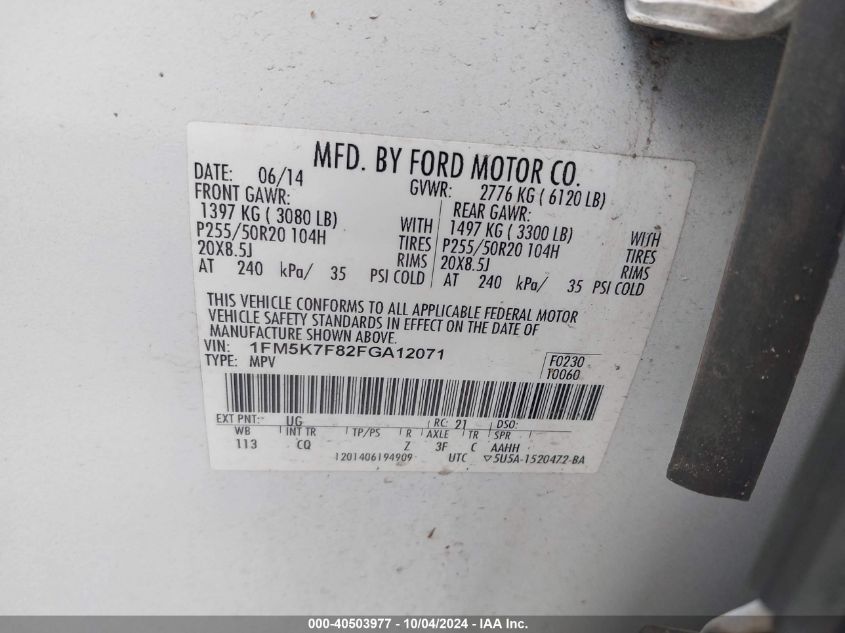 MFD. BY FORD MOTOR CO.
DATE: 06/14 GVWR: 2776 KG ( 6120 LB)
FRONT GAWR: REAR GAWR:
1397 KG ( 3080 LB) WITH 1497 KG ( 3300 LB) WITH
P255/50R20 104H TIRES P255/50R20 104H TIRES
20X8.5J RIMS 20X8.5J RIMS
AT 240 kPa/ 35 PSI COLD AT 240 kPa/ 35 PSI COLD
THIS VEHICLE CONFORMS TO ALL APPLICABLE FEDERAL MOTOR
VEHICLE SAFETY STANDARDS IN EFFECT ON THE DATE OF
MANUFACTURE SHOWN ABOVE.
VIN: 1FM5K7F82FGA12071 F0230
TYPE: MPV T0060
EXT PNT: UG RC: 21 DSO:
WB INT TR TP/PS R AXLE TR SPR
113 CQ Z 3F C AAHH
1201406194909 UTC ▽5U5A-1520472-BA
000-40503977 - 10/04/2024 - IAA Inc.